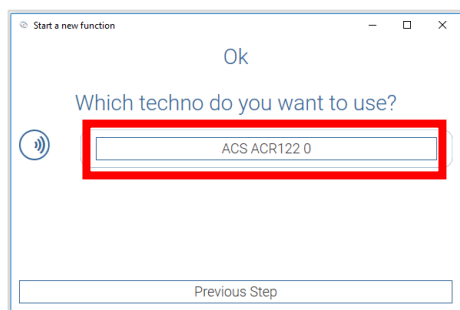 Start a new function
Ok
Which techno do you want to use?
ACS ACR122 0
Previous Step